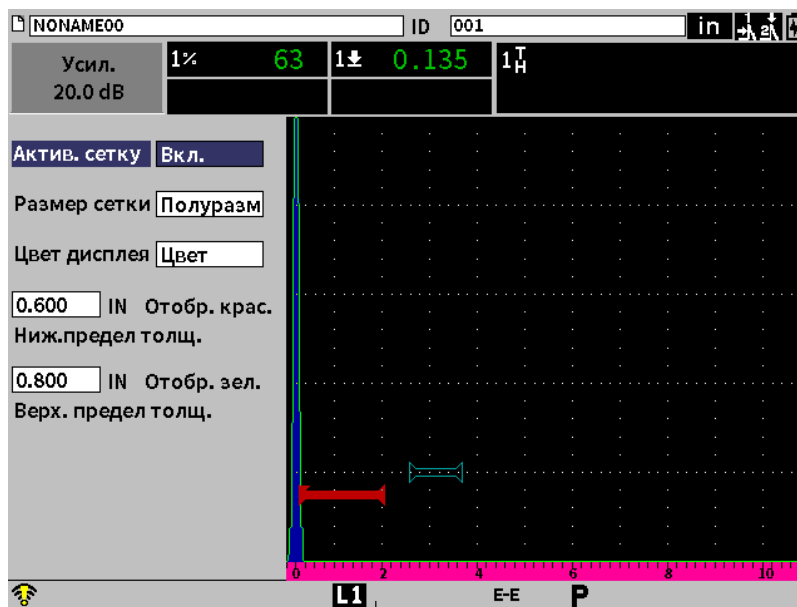 NONAME00 ID 001 in
Усил. 1% 63 1 0.135 1 T H
20.0 dB
Актив. сетку Вкл.
Размер сетки Полуразм
Цвет дисплея Цвет
0.600 IN Отобр. крас.
Ниж.предел толщ.
0.800 IN Отобр. зел.
Верх. предел толщ.
0 2 4 6 8 10
L1 E-E P